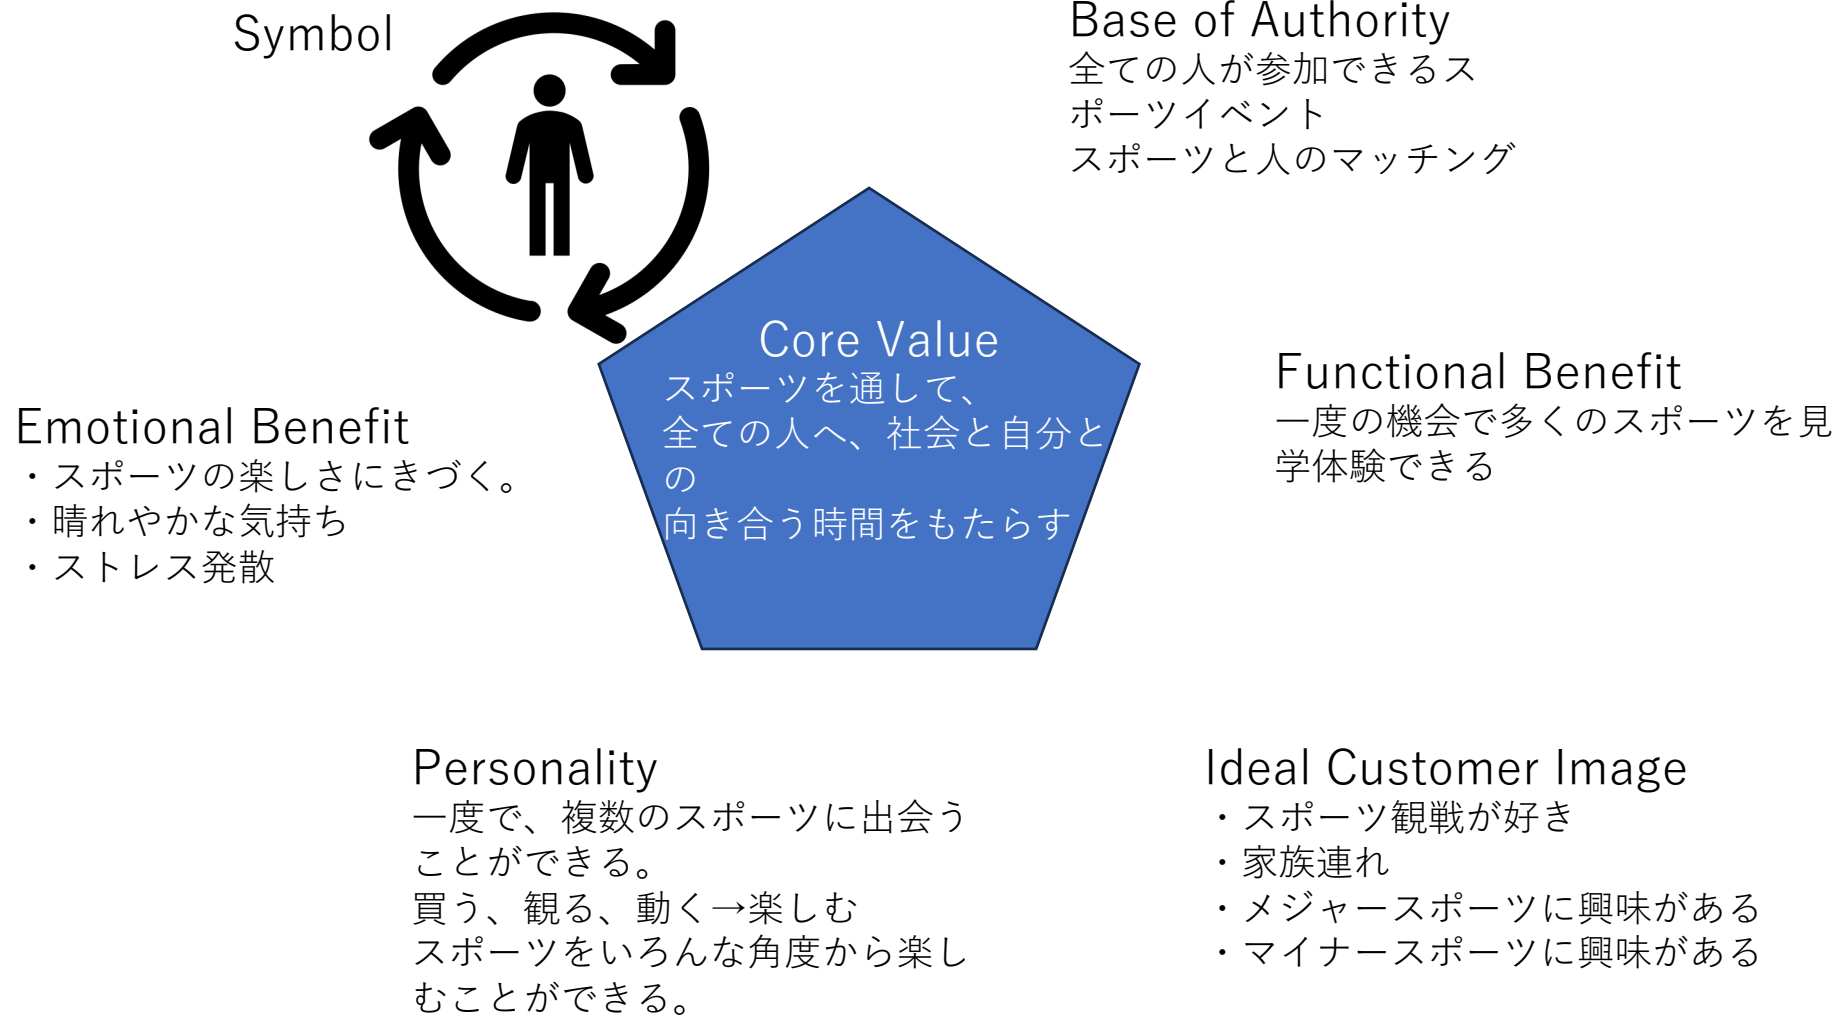 Symbol
Base of Authority
全ての人が参加できるス
ポーツイベント
スポーツと人のマッチング
Core Value
スポーツを通して、
全ての人へ、社会と自分と
の
向き合う時間をもたらす
Functional Benefit
一度の機会で多くのスポーツを見
学体験できる
Emotional Benefit
・スポーツの楽しさにきづく。
・晴れやかな気持ち
・ストレス発散
Personality
一度で、複数のスポーツに出会う
ことができる。
買う、観る、動く→楽しむ
スポーツをいろんな角度から楽し
むことができる。
Ideal Customer Image
・スポーツ観戦が好き
・家族連れ
・メジャースポーツに興味がある
・マイナースポーツに興味がある